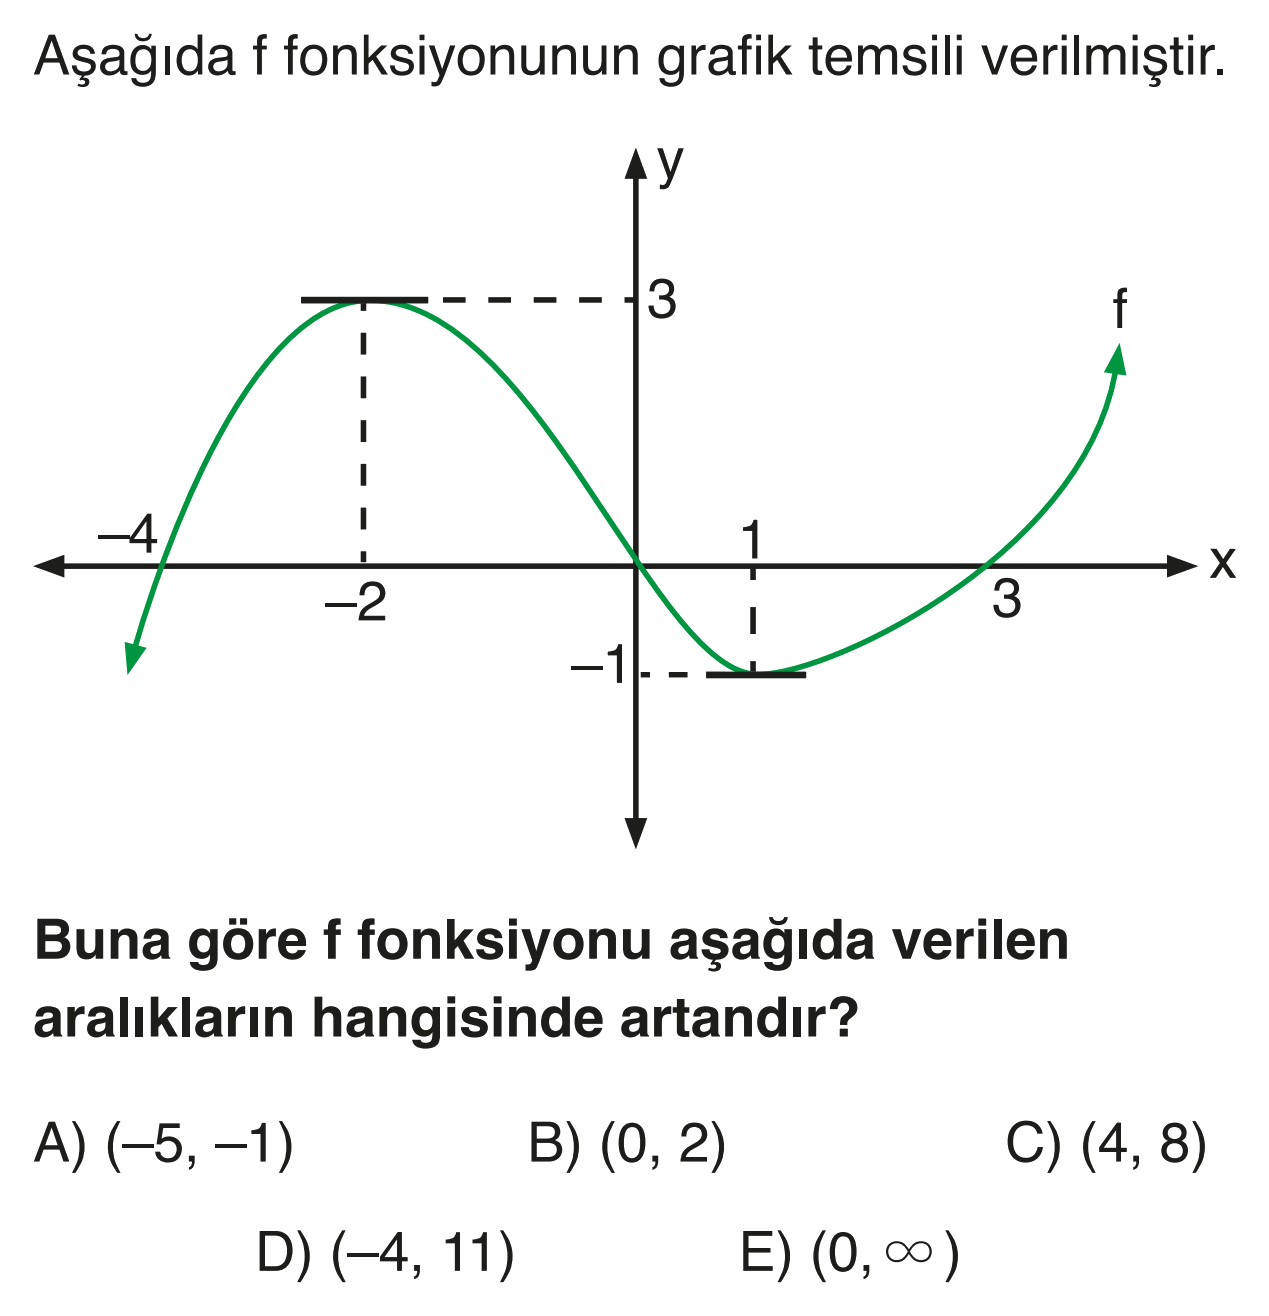 Aşağıda f fonksiyonunun grafik temsili verilmiştir.
y
3
f
–4
1
x
–2
3
–1
Buna göre f fonksiyonu aşağıda verilen
aralıkların hangisinde artandır?
A) (–5, –1) B) (0, 2) C) (4, 8)
D) (–4, 11) E) (0, ∞)